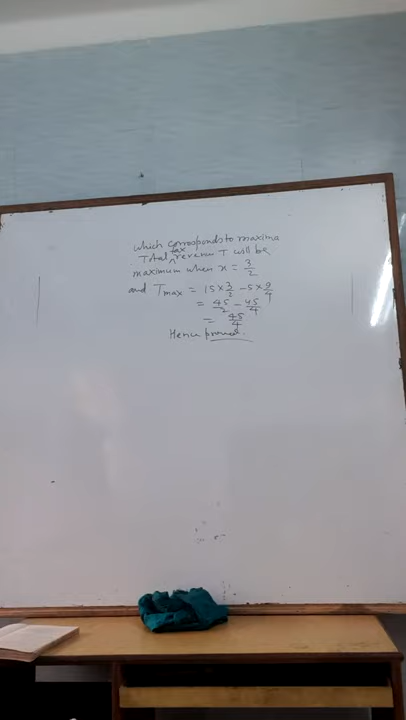 which corresponds to maxima
Total tax revenue T will be
maximum when x = 3/2
and Tmax = 15 × 3/2 - 5 × 9/4
= 45/2 - 45/4
= 45/4
Hence proved.